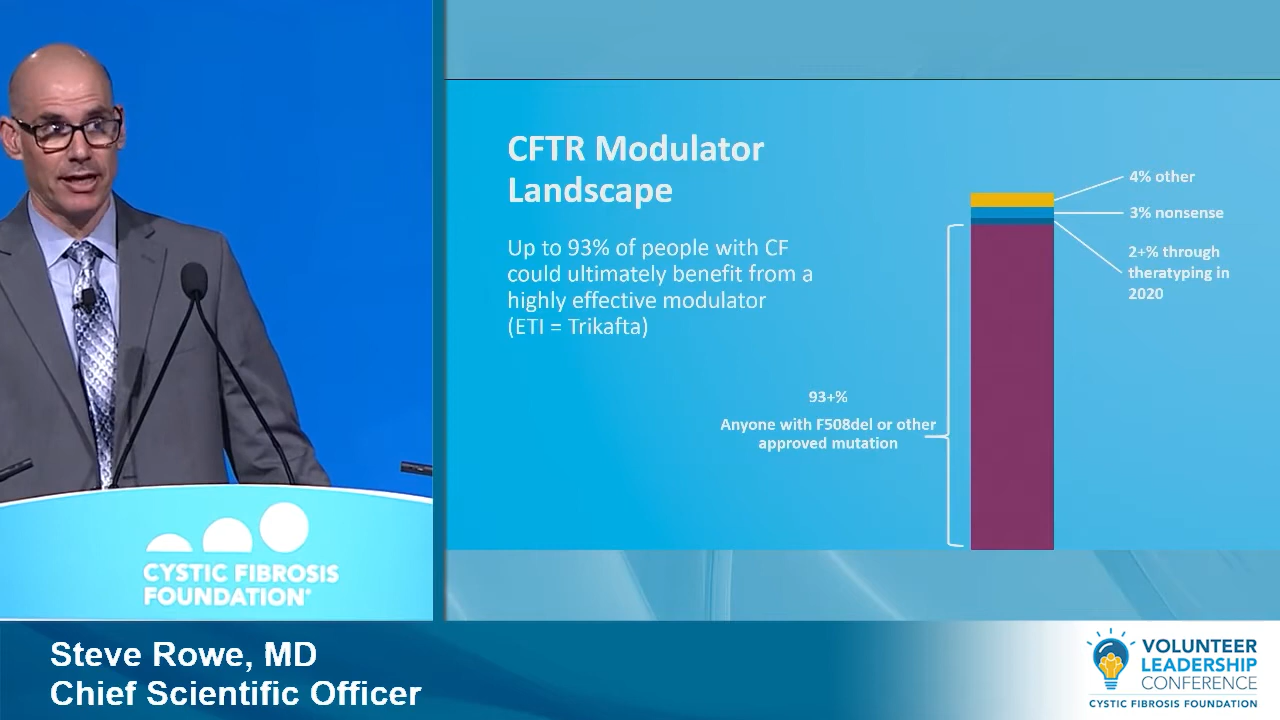 CFTR Modulator
Landscape
Up to 93% of people with CF
could ultimately benefit from a
highly effective modulator
(ETI = Trikafta)
4% other
3% nonsense
2+% through
theratyping in
2020
93+%
Anyone with F508del or other
approved mutation
CYSTIC FIBROSIS
FOUNDATION®
Steve Rowe, MD
Chief Scientific Officer
VOLUNTEER
LEADERSHIP
CONFERENCE
CYSTIC FIBROSIS FOUNDATION